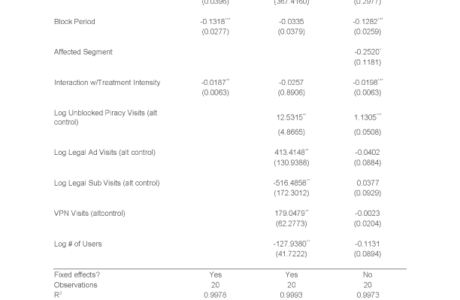 (0.0396) (367.4160) (0.2977)
Block Period -0.1318*** -0.0335 -0.1282***
(0.0277) (0.0379) (0.0259)
Affected Segment -0.2520*
(0.1181)
Interaction w/Treatment Intensity -0.0187** -0.0257 -0.0198***
(0.0063) (0.8906) (0.0063)
Log Unblocked Piracy Visits (alt 12.5315** 1.1305***
control)
(4.8665) (0.0508)
Log Legal Ad Visits (alt control) 413.4148** -0.0402
(130.9388) (0.0884)
Log Legal Sub Visits (alt control) -516.4856** 0.0377
(172.3012) (0.0929)
VPN Visits (altcontrol) 179.0479** -0.0023
(62.2773) (0.0204)
Log # of Users -127.9380** -0.1131
(41.7222) (0.0894)
Fixed effects? Yes Yes No
Observations 20 20 20
R² 0.9978 0.9993 0.9973